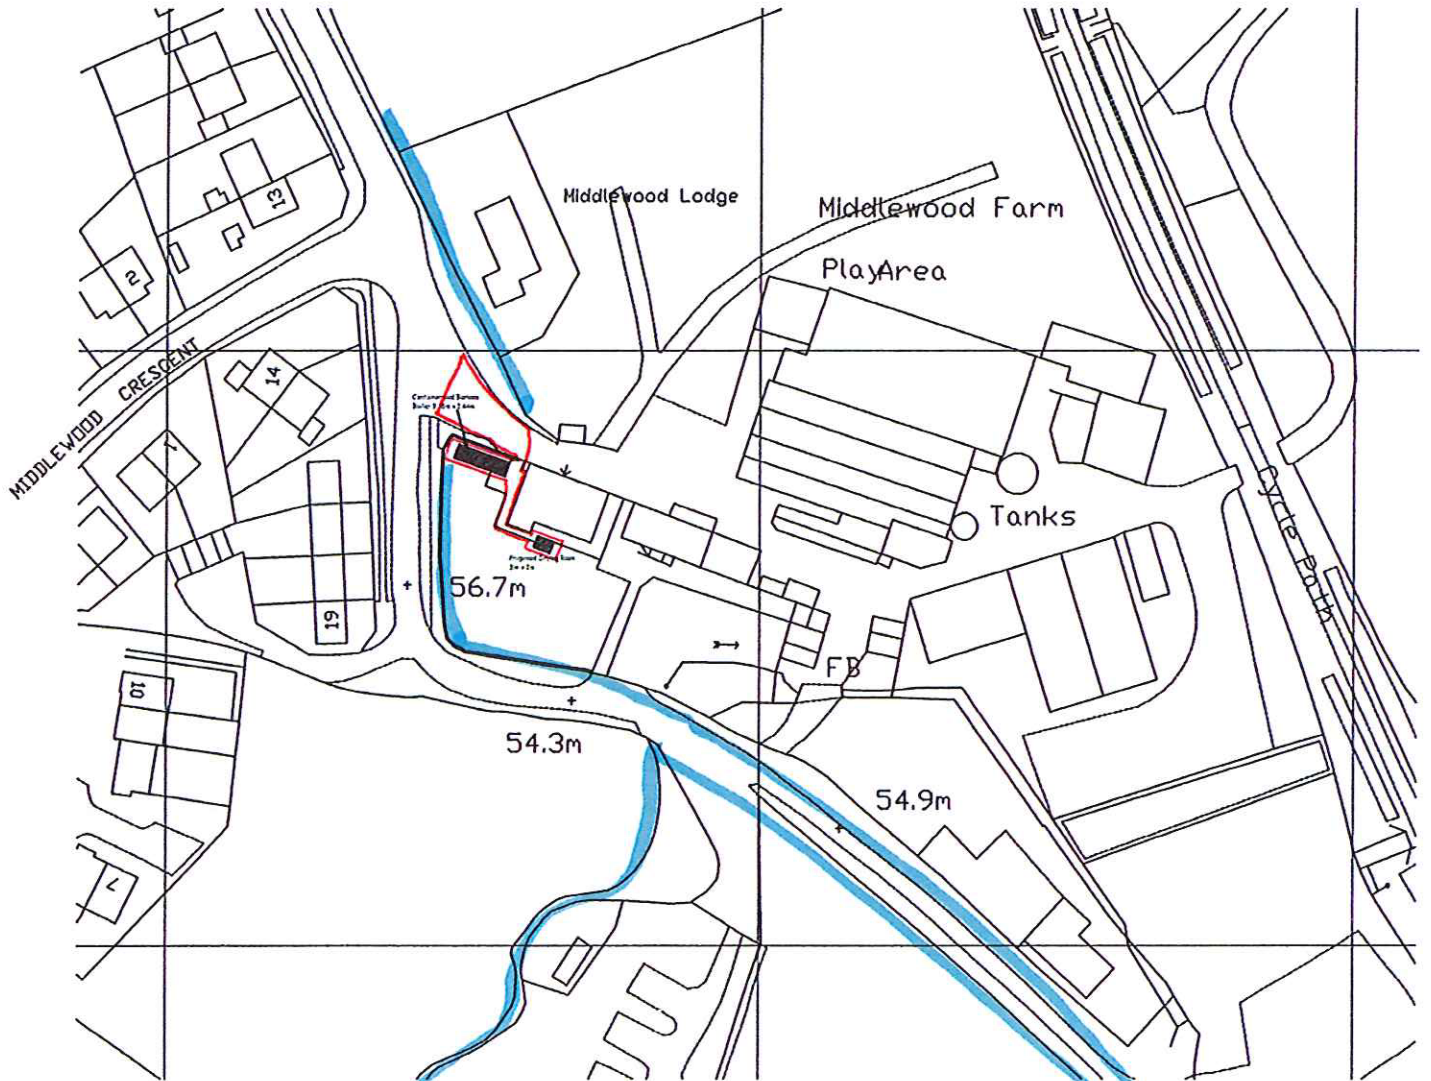 13
Middlewood Lodge
Middlewood Farm
PlayArea
2
MIDDLEWOOD CRESCENT
14
1
Tanks
Cycle Path
56.7m
19
FB
10
54.3m
54.9m
7